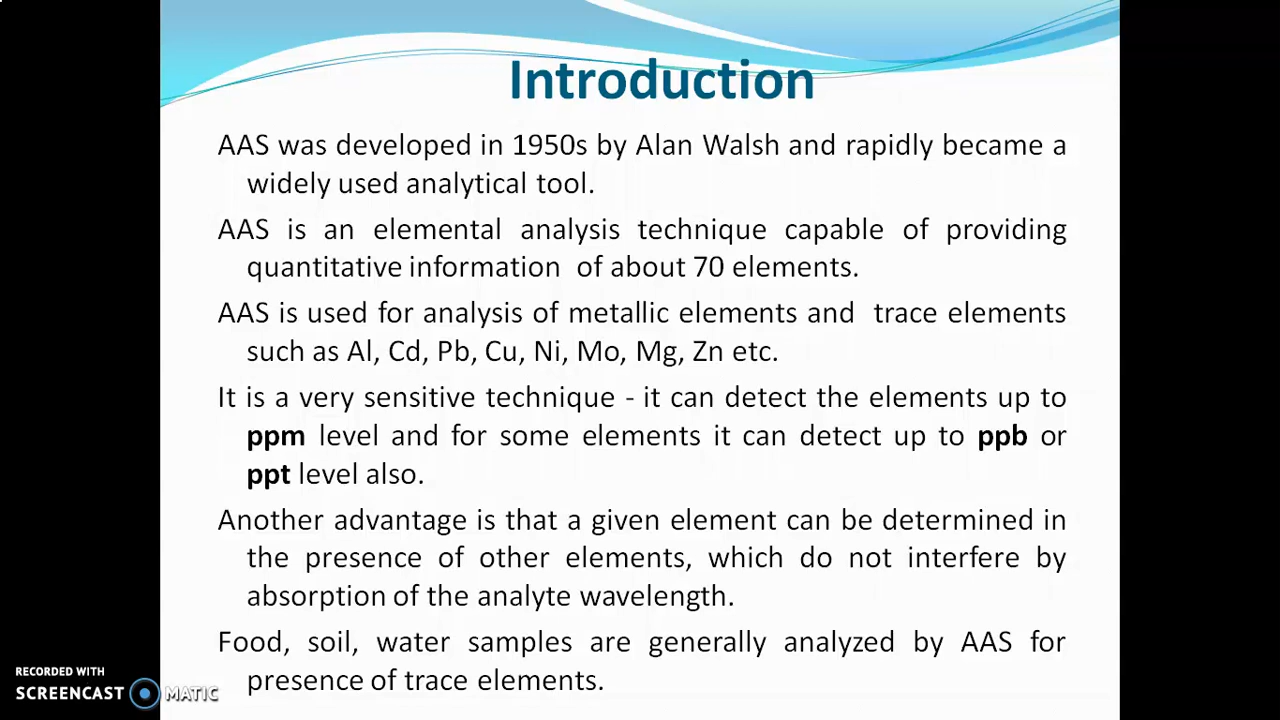 Introduction
AAS was developed in 1950s by Alan Walsh and rapidly became a
widely used analytical tool.
AAS is an elemental analysis technique capable of providing
quantitative information of about 70 elements.
AAS is used for analysis of metallic elements and trace elements
such as Al, Cd, Pb, Cu, Ni, Mo, Mg, Zn etc.
It is a very sensitive technique - it can detect the elements up to
ppm level and for some elements it can detect up to ppb or
ppt level also.
Another advantage is that a given element can be determined in
the presence of other elements, which do not interfere by
absorption of the analyte wavelength.
Food, soil, water samples are generally analyzed by AAS for
presence of trace elements.
RECORDED WITH
SCREENCAST MATIC